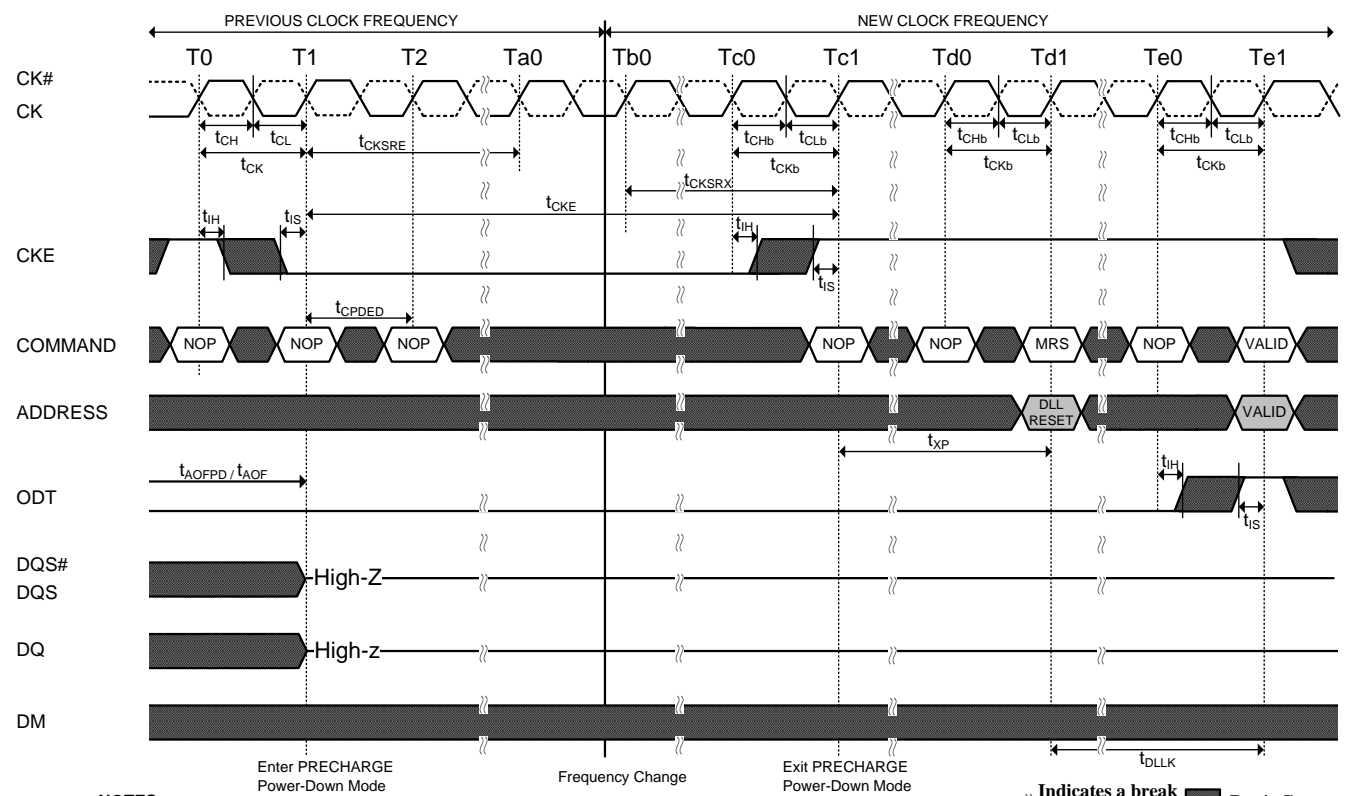 PREVIOUS CLOCK FREQUENCY NEW CLOCK FREQUENCY
T0 T1 T2 Ta0 Tb0 Tc0 Tc1 Td0 Td1 Te0 Te1
CK#
CK
tCH tCL tCHb tCLb tCHb tCLb tCHb tCLb
tCK tCKSRE tCKb tCKb tCKb
tCKSRX
tIH tIS tCKE tIH
CKE
tIS
tCPDED
COMMAND NOP NOP NOP NOP NOP MRS NOP VALID
ADDRESS DLL RESET VALID
tXP
tAOFPD / tAOF tIH
ODT
tIS
DQS#
DQS
High-Z
DQ High-z
DM
tDLLK
Enter PRECHARGE
Power-Down Mode
Frequency Change
Exit PRECHARGE
Power-Down Mode
Indicates a break